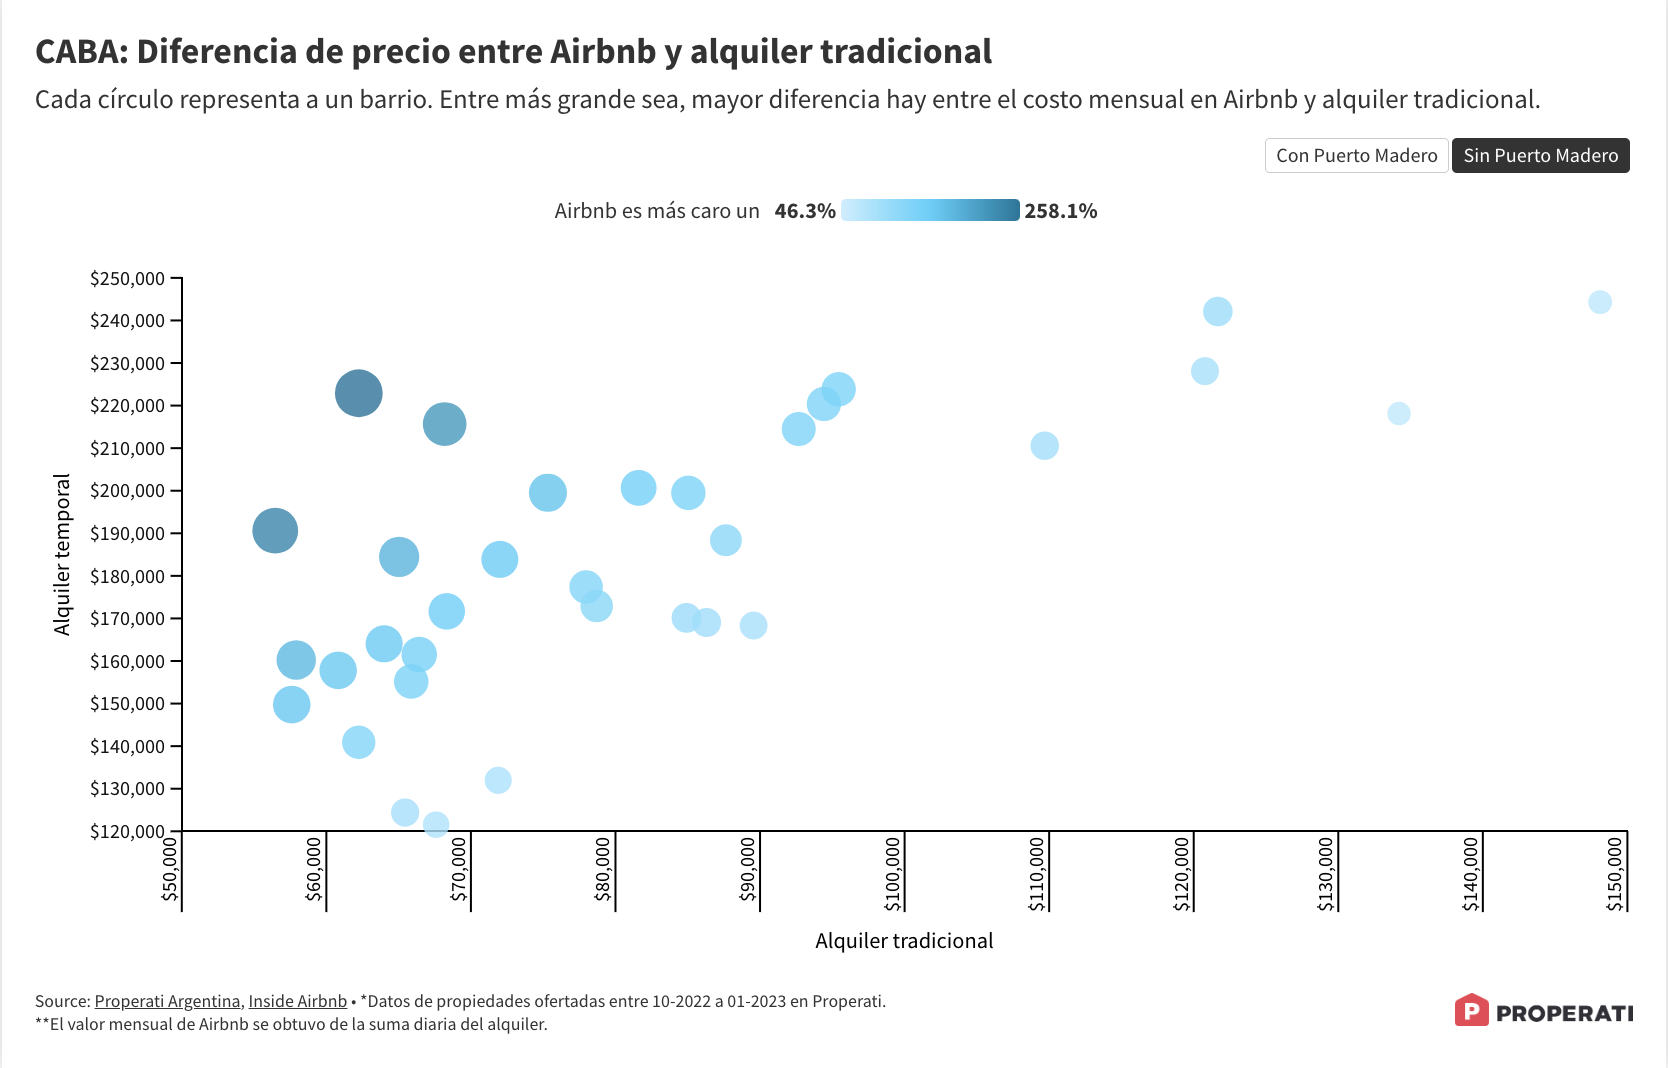 CABA: Diferencia de precio entre Airbnb y alquiler tradicional
Cada círculo representa a un barrio. Entre más grande sea, mayor diferencia hay entre el costo mensual en Airbnb y alquiler tradicional.
Con Puerto Madero
Sin Puerto Madero
Airbnb es más caro un 46.3% 258.1%
Alquiler temporal
$250,000
$240,000
$230,000
$220,000
$210,000
$200,000
$190,000
$180,000
$170,000
$160,000
$150,000
$140,000
$130,000
$120,000
$50,000
$60,000
$70,000
$80,000
$90,000
$100,000
$110,000
$120,000
$130,000
$140,000
$150,000
Alquiler tradicional
Source: Properati Argentina, Inside Airbnb • *Datos de propiedades ofertadas entre 10-2022 a 01-2023 en Properati.
**El valor mensual de Airbnb se obtuvo de la suma diaria del alquiler.
P PROPERATI